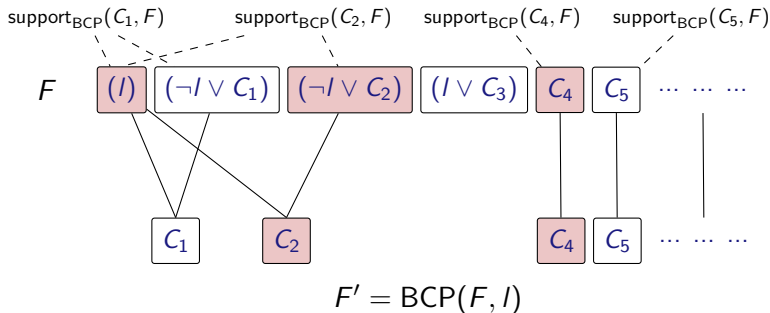 support_BCP(C₁, F) support_BCP(C₂, F) support_BCP(C₄, F) support_BCP(C₅, F)
F (l) (¬l ∨ C₁) (¬l ∨ C₂) (l ∨ C₃) C₄ C₅ ... ... ...
C₁ C₂ C₄ C₅ ... ... ...
F′ = BCP(F, l)